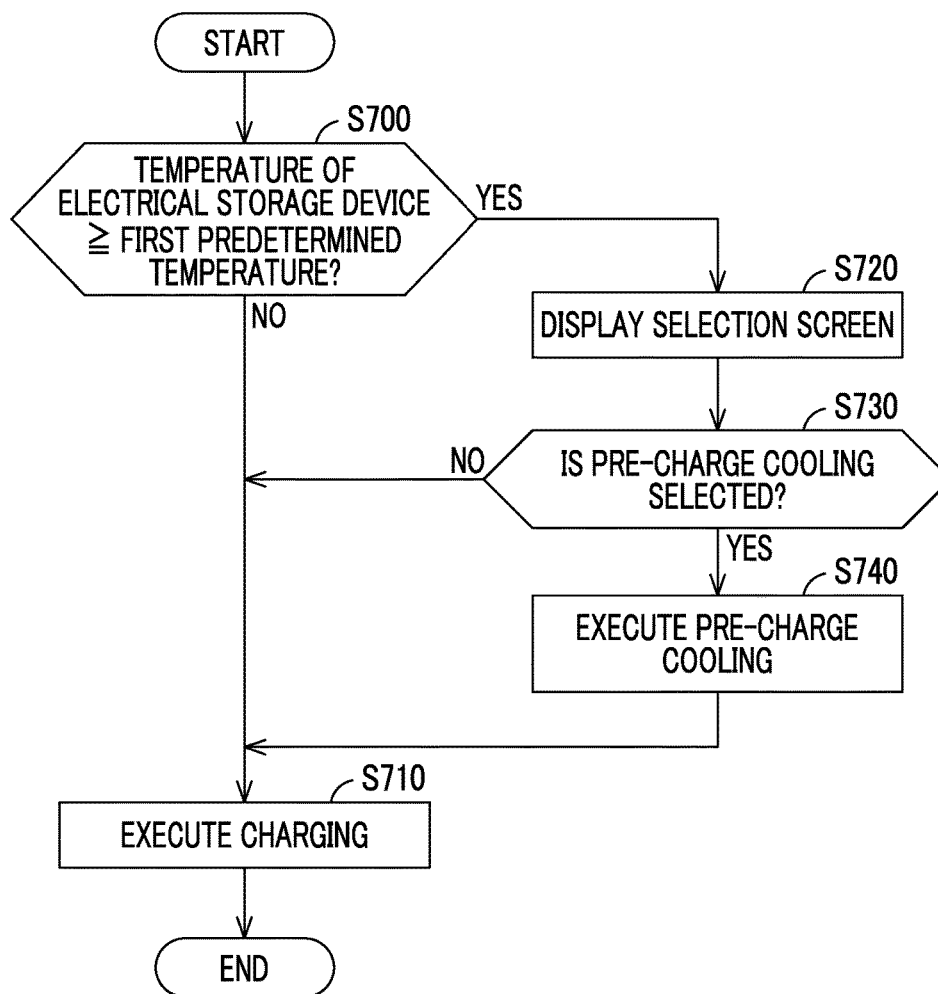 START
S700
TEMPERATURE OF
ELECTRICAL STORAGE DEVICE
≧ FIRST PREDETERMINED
TEMPERATURE?
YES
NO
S720
DISPLAY SELECTION SCREEN
S730
IS PRE-CHARGE COOLING
SELECTED?
NO
YES
S740
EXECUTE PRE-CHARGE
COOLING
S710
EXECUTE CHARGING
END